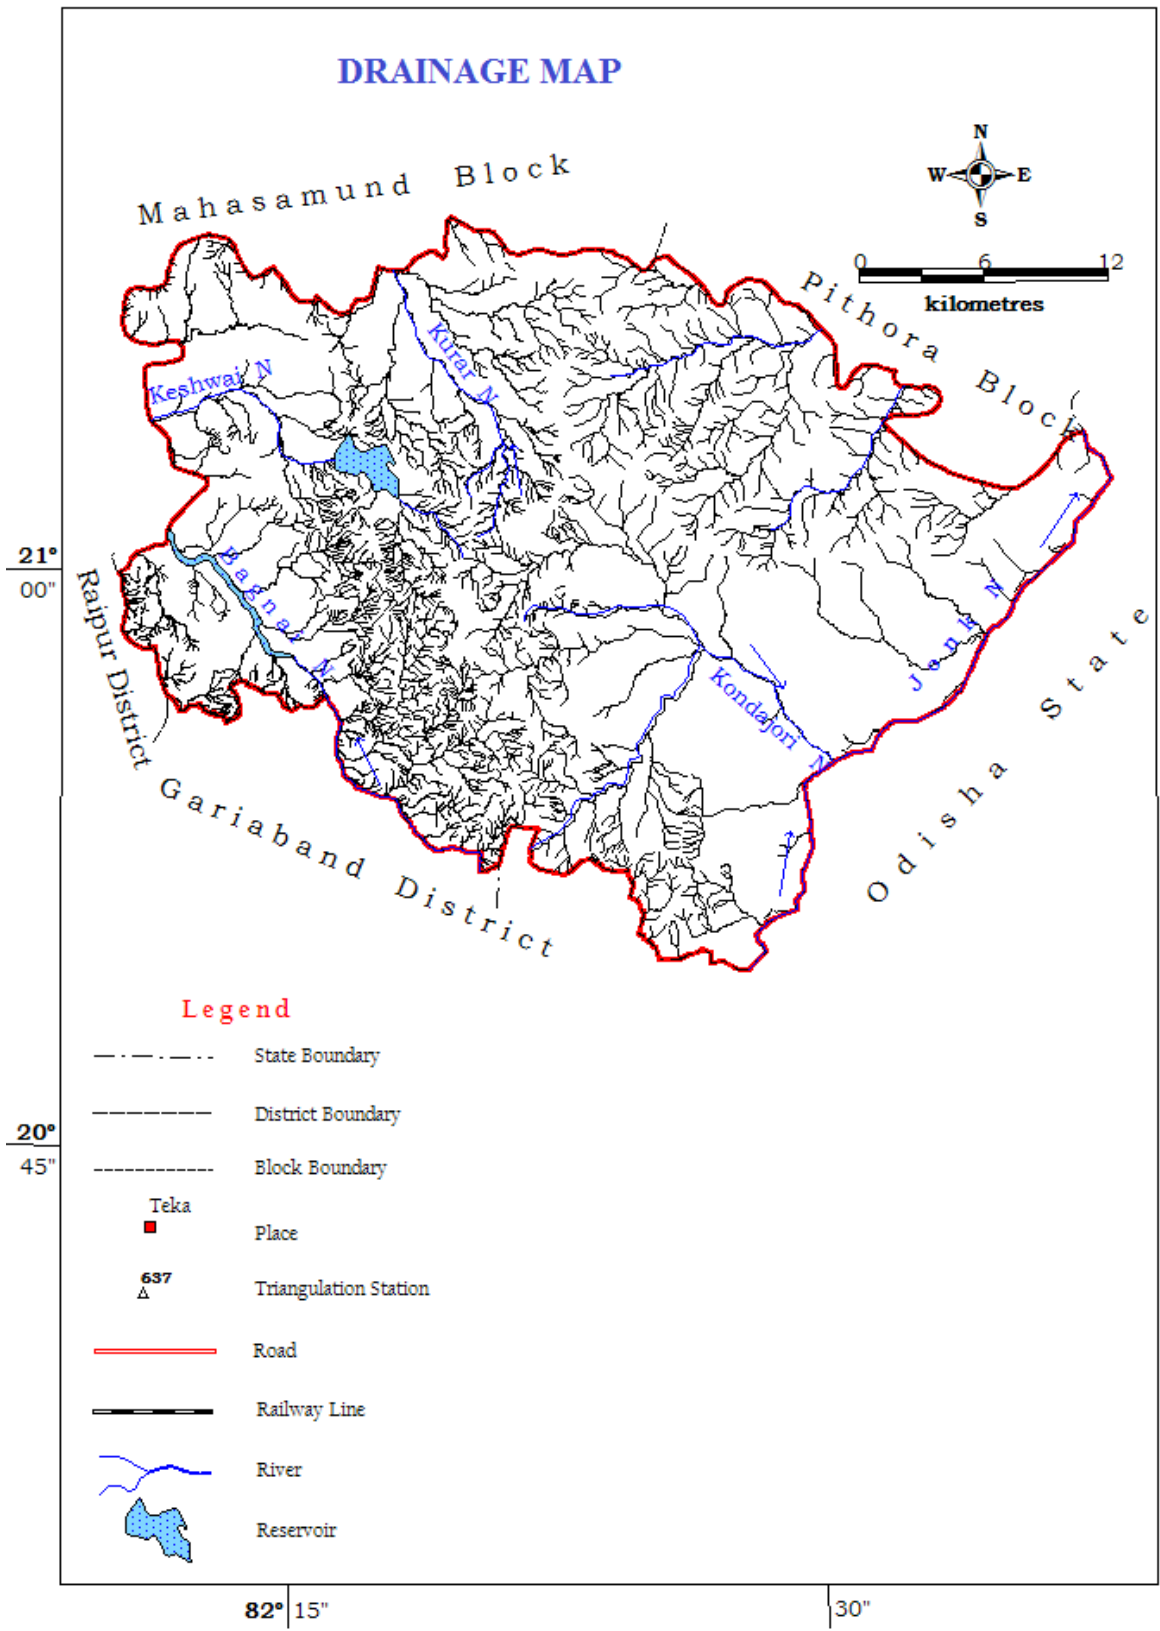 DRAINAGE MAP
N
W E
S
0 6 12
kilometres
Mahasamund Block
Pithora Block
Kurar N
Keshwai N
Bagnai N
Jonk N
Kondajori N
21°
00"
Raipur District
Gariaband District
Odisha State
Legend
State Boundary
District Boundary
Block Boundary
Teka
Place
637
Triangulation Station
Road
Railway Line
River
Reservoir
20°
45"
82° 15" 30"